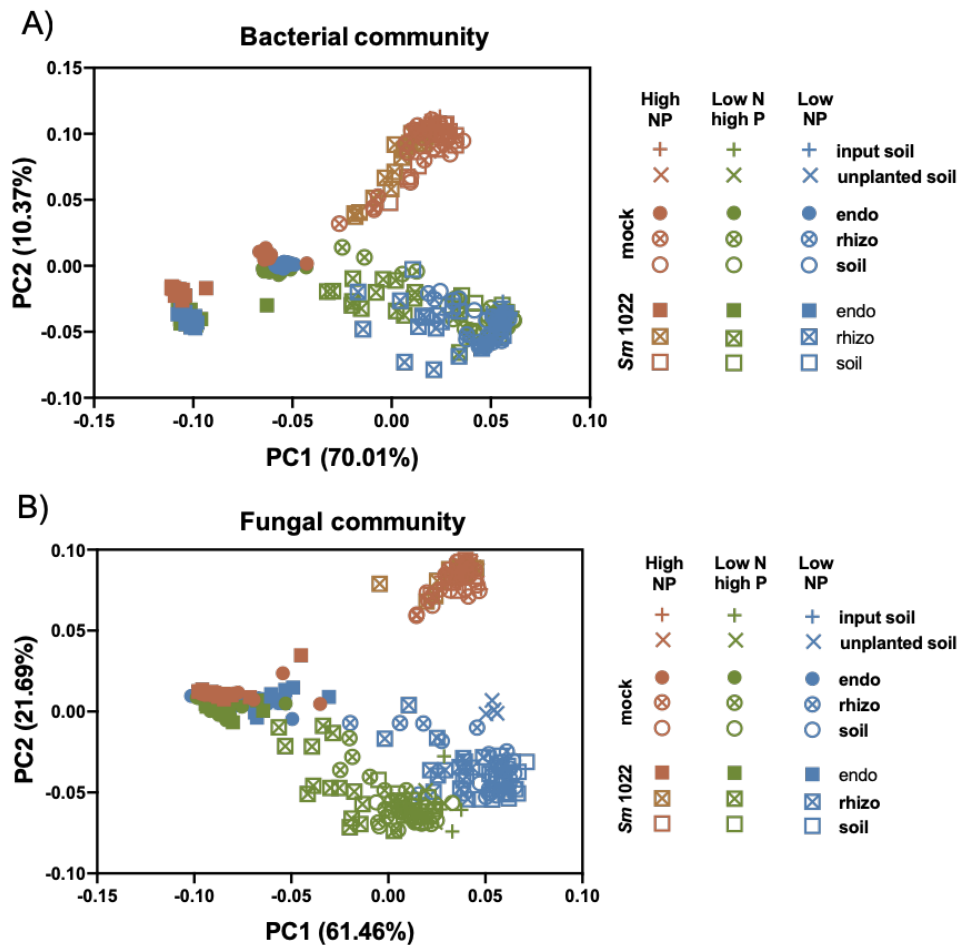 A)
Bacterial community
0.15
0.10
0.05
0.00
-0.05
-0.10
-0.15 -0.10 -0.05 0.00 0.05 0.10
PC2 (10.37%)
PC1 (70.01%)
High NP
Low N high P
Low NP
input soil
unplanted soil
mock
endo
rhizo
soil
Sm 1022
endo
rhizo
soil
B)
Fungal community
0.10
0.05
0.00
-0.05
-0.10
-0.15 -0.10 -0.05 0.00 0.05 0.10
PC2 (21.69%)
PC1 (61.46%)
High NP
Low N high P
Low NP
input soil
unplanted soil
mock
endo
rhizo
soil
Sm 1022
endo
rhizo
soil